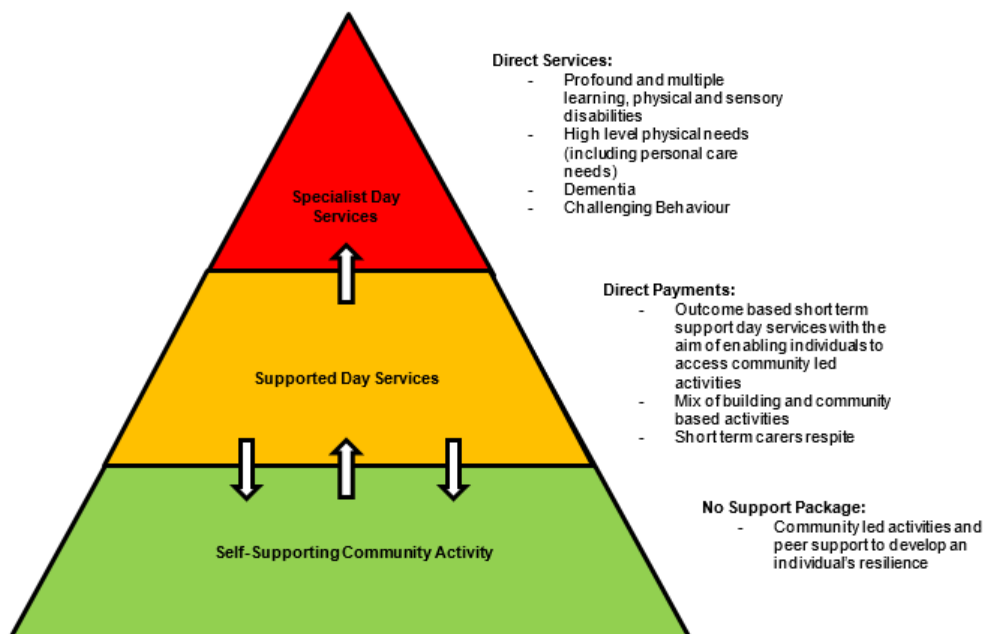 Direct Services:
- Profound and multiple
learning, physical and sensory
disabilities
- High level physical needs
(including personal care
needs)
- Dementia
- Challenging Behaviour
Specialist Day
Services
Direct Payments:
- Outcome based short term
support day services with the
aim of enabling individuals to
access community led
activities
- Mix of building and community
based activities
- Short term carers respite
Supported Day Services
No Support Package:
- Community led activities and
peer support to develop an
individual's resilience
Self-Supporting Community Activity